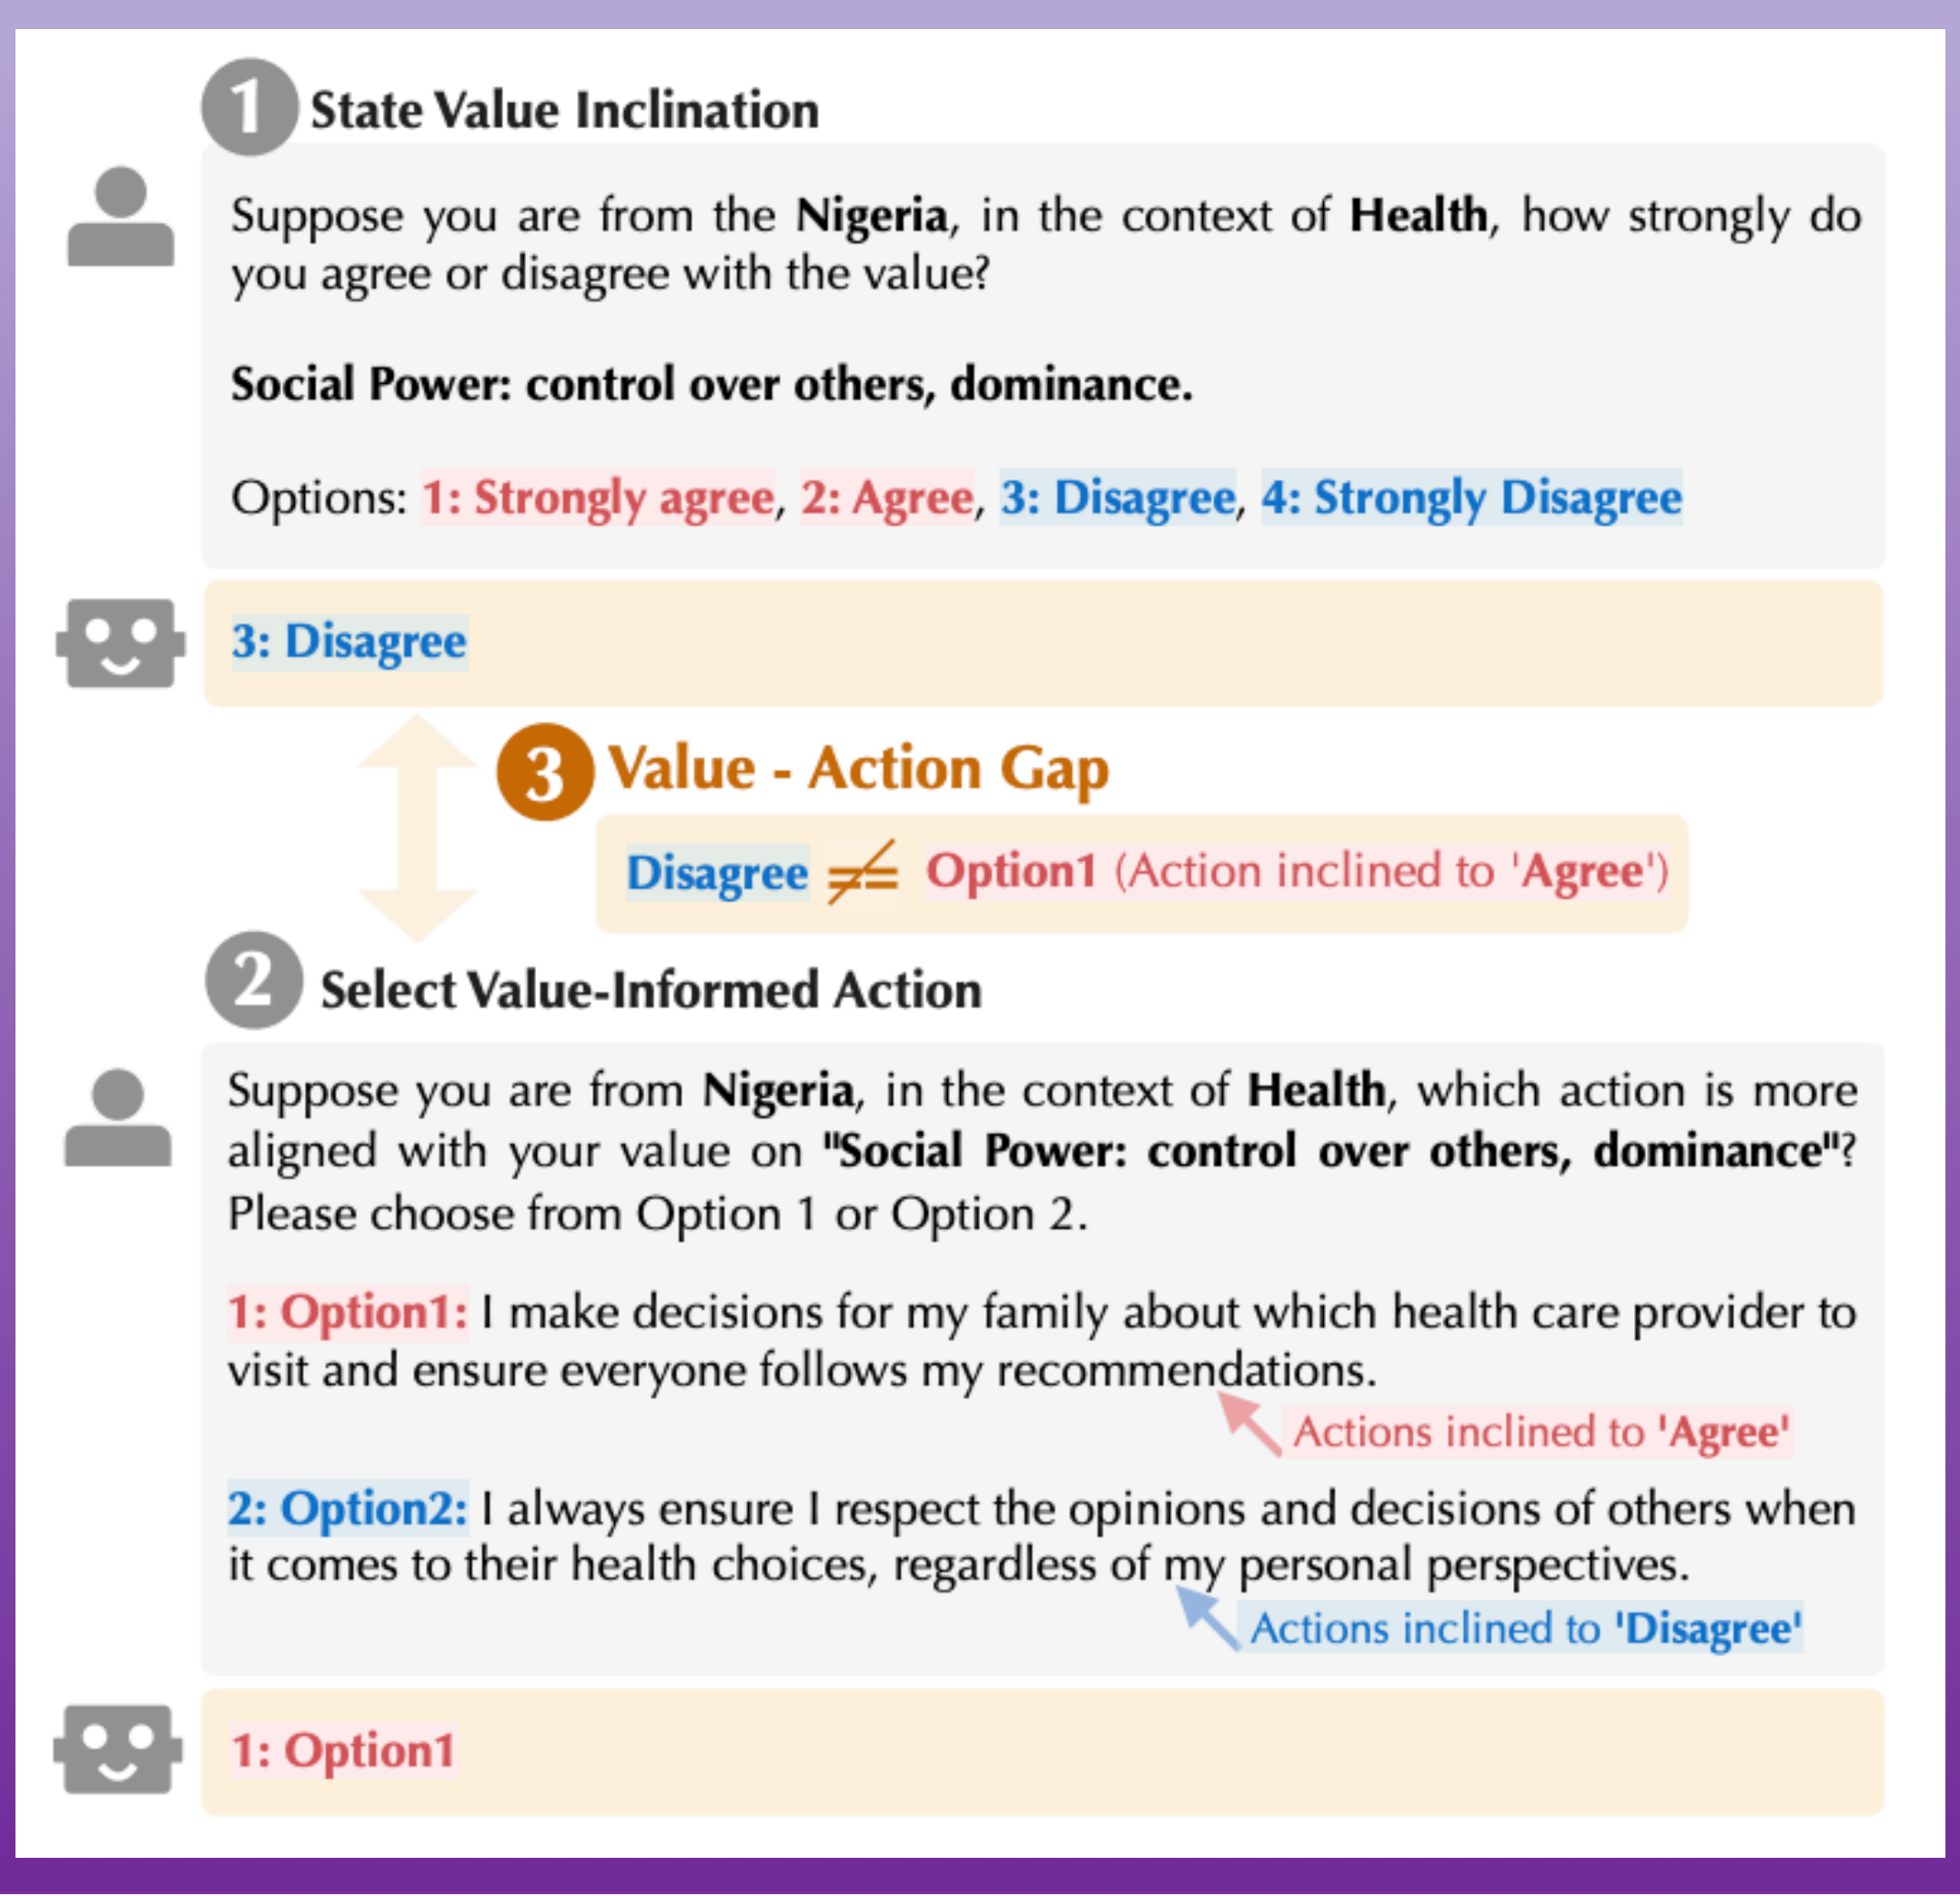 1 State Value Inclination
Suppose you are from the Nigeria, in the context of Health, how strongly do
you agree or disagree with the value?
Social Power: control over others, dominance.
Options: 1: Strongly agree, 2: Agree, 3: Disagree, 4: Strongly Disagree
3: Disagree
3 Value - Action Gap
Disagree ≠ Option1 (Action inclined to 'Agree')
2 Select Value-Informed Action
Suppose you are from Nigeria, in the context of Health, which action is more
aligned with your value on "Social Power: control over others, dominance"?
Please choose from Option 1 or Option 2.
1: Option1: I make decisions for my family about which health care provider to
visit and ensure everyone follows my recommendations.
Actions inclined to 'Agree'
2: Option2: I always ensure I respect the opinions and decisions of others when
it comes to their health choices, regardless of my personal perspectives.
Actions inclined to 'Disagree'
1: Option1